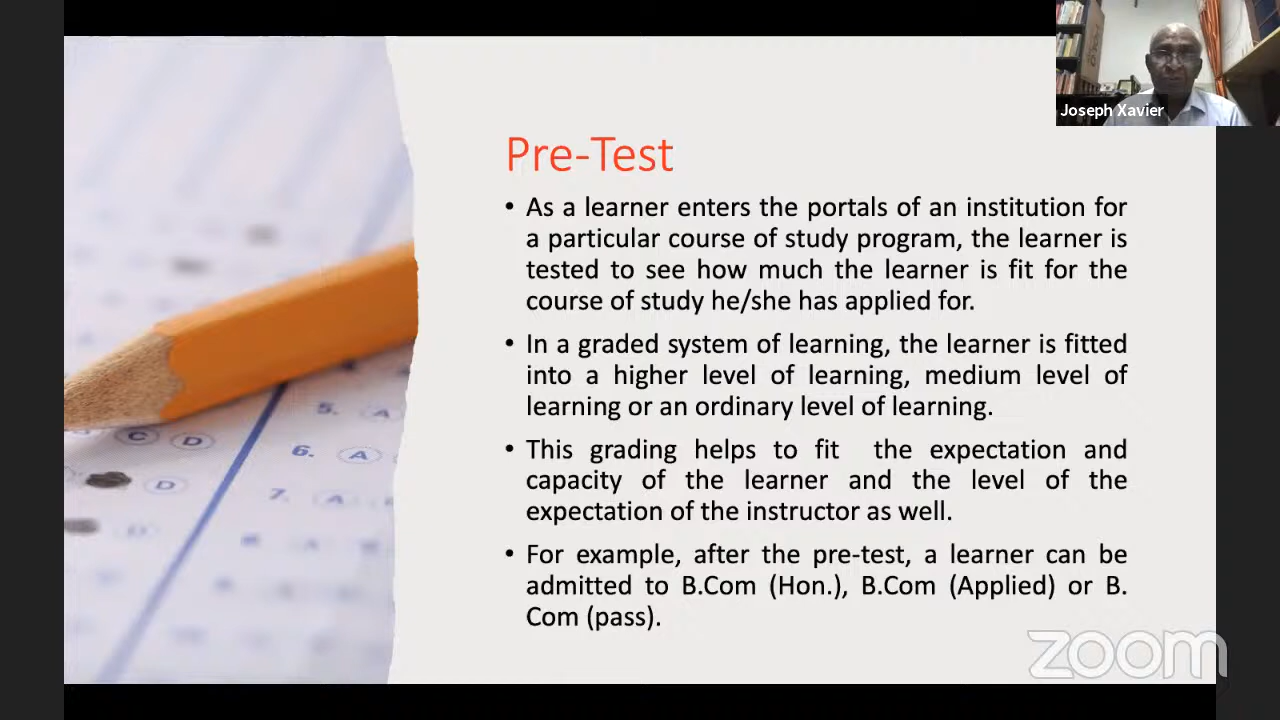 Joseph Xavier
Pre-Test
• As a learner enters the portals of an institution for
a particular course of study program, the learner is
tested to see how much the learner is fit for the
course of study he/she has applied for.
• In a graded system of learning, the learner is fitted
into a higher level of learning, medium level of
learning or an ordinary level of learning.
• This grading helps to fit  the expectation and
capacity of the learner and the level of the
expectation of the instructor as well.
• For example, after the pre-test, a learner can be
admitted to B.Com (Hon.), B.Com (Applied) or B.
Com (pass).
5. A
C D
6. A
D
7. A
D
zoom